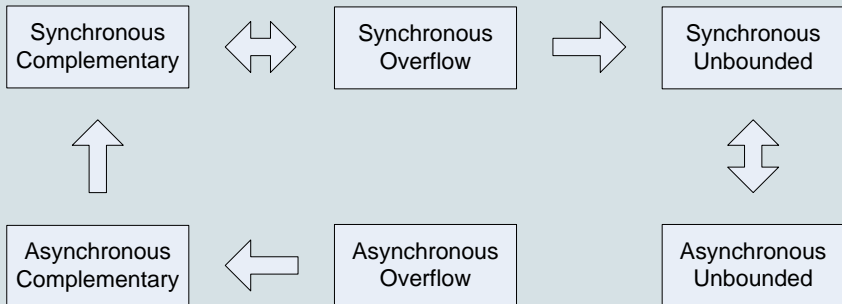 Synchronous
Complementary
Synchronous
Overflow
Synchronous
Unbounded
Asynchronous
Complementary
Asynchronous
Overflow
Asynchronous
Unbounded